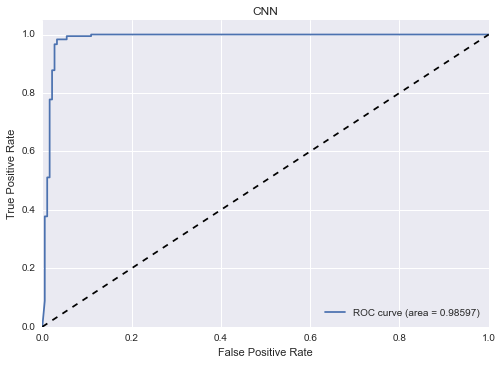 CNN
1.0
0.8
0.6
0.4
0.2
0.0
True Positive Rate
0.0 0.2 0.4 0.6 0.8 1.0
False Positive Rate
ROC curve (area = 0.98597)